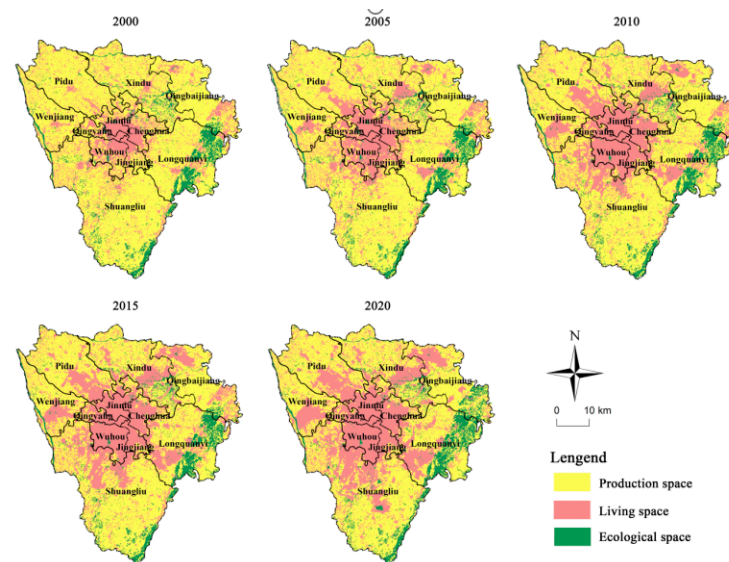 2000
2005
2010
Pidu
Xindu
Qingbaijiang
Wenjiang
Jinniu
Qingyang
Chenghua
Wuhou
Jingjiang
Longquanyi
Shuangliu
Pidu
Xindu
Qingbaijiang
Wenjiang
Jinniu
Qingyang
Chenghua
Wuhou
Jingjiang
Longquanyi
Shuangliu
Pidu
Xindu
Qingbaijiang
Wenjiang
Jinniu
Qingyang
Chenghua
Wuhou
Jingjiang
Longquanyi
Shuangliu
2015
2020
Pidu
Xindu
Qingbaijiang
Wenjiang
Jinniu
Qingyang
Chenghua
Wuhou
Jingjiang
Longquanyi
Shuangliu
Pidu
Xindu
Qingbaijiang
Wenjiang
Jinniu
Qingyang
Chenghua
Wuhou
Jingjiang
Longquanyi
Shuangliu
N
0 10 km
Lengend
Production space
Living space
Ecological space